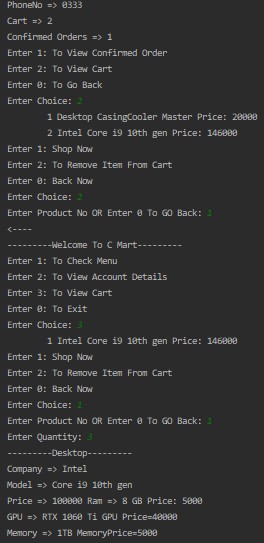 PhoneNo => 0333
Cart => 2
Confirmed Orders => 1
Enter 1: To View Confirmed Order
Enter 2: To View Cart
Enter 0: To Go Back
Enter Choice: 2
1 Desktop CasingCooler Master Price: 20000
2 Intel Core i9 10th gen Price: 146000
Enter 1: Shop Now
Enter 2: To Remove Item From Cart
Enter 0: Back Now
Enter Choice: 2
Enter Product No OR Enter 0 To GO Back: 1
<----
---------Welcome To C Mart---------
Enter 1: To Check Menu
Enter 2: To View Account Details
Enter 3: To View Cart
Enter 0: To Exit
Enter Choice: 3
1 Intel Core i9 10th gen Price: 146000
Enter 1: Shop Now
Enter 2: To Remove Item From Cart
Enter 0: Back Now
Enter Choice: 1
Enter Product No OR Enter 0 To GO Back: 1
Enter Quantity: 3
---------Desktop---------
Company => Intel
Model => Core i9 10th gen
Price => 100000 Ram => 8 GB Price: 5000
GPU => RTX 1060 Ti GPU Price=40000
Memory => 1TB MemoryPrice=5000